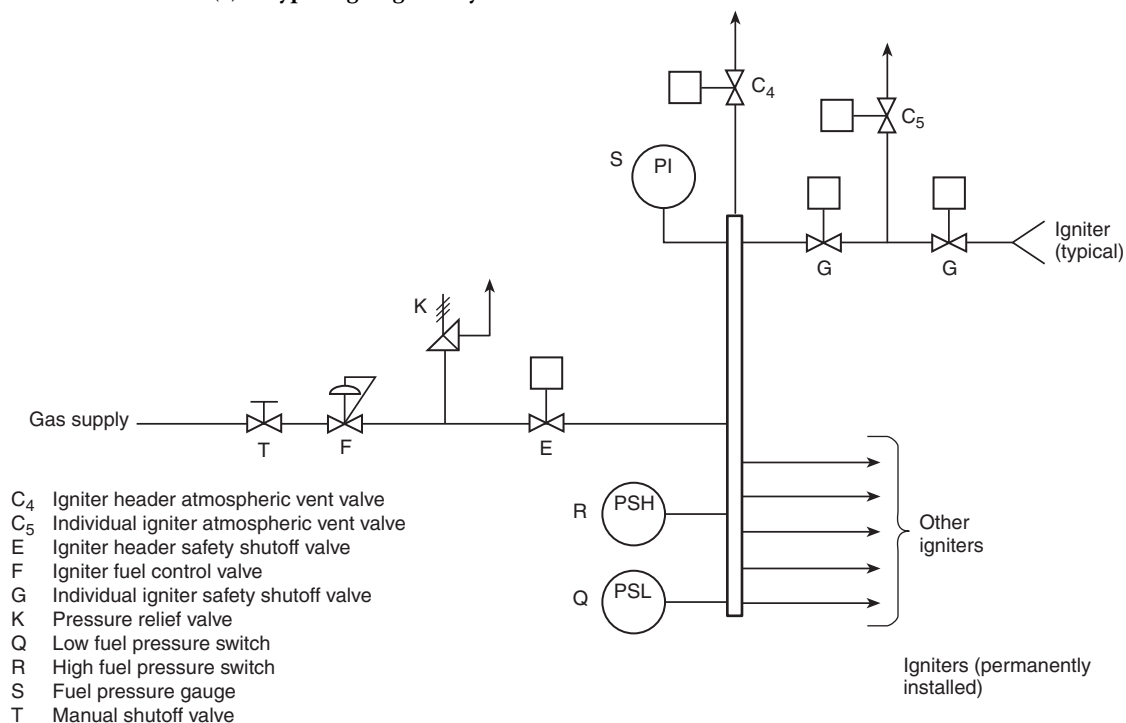 C4
C5
S
PI
G
G
Igniter
(typical)
K
Gas supply
T
F
E
R
PSH
Q
PSL
Other
igniters
Igniters (permanently
installed)
C4 Igniter header atmospheric vent valve
C5 Individual igniter atmospheric vent valve
E Igniter header safety shutoff valve
F Igniter fuel control valve
G Individual igniter safety shutoff valve
K Pressure relief valve
Q Low fuel pressure switch
R High fuel pressure switch
S Fuel pressure gauge
T Manual shutoff valve